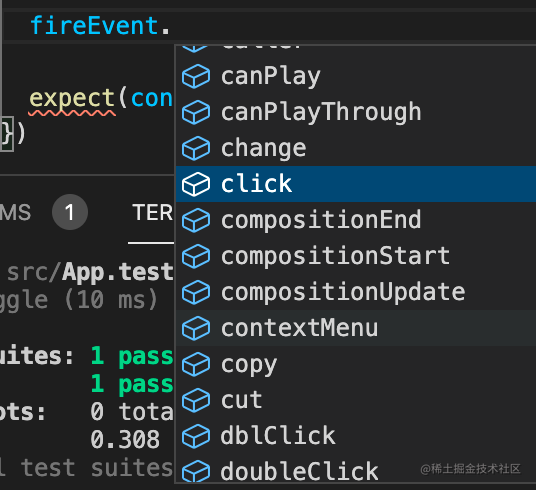 fireEvent.
caller
canPlay
expect(con
canPlayThrough
})
change
click
MS 1 TER
compositionEnd
src/App.test
compositionStart
ggle (10 ms)
compositionUpdate
contextMenu
uites: 1 pass
copy
1 pass
cut
ots: 0 tota
0.308
dblClick
l test suites
doubleClick
@稀土掘金技术社区